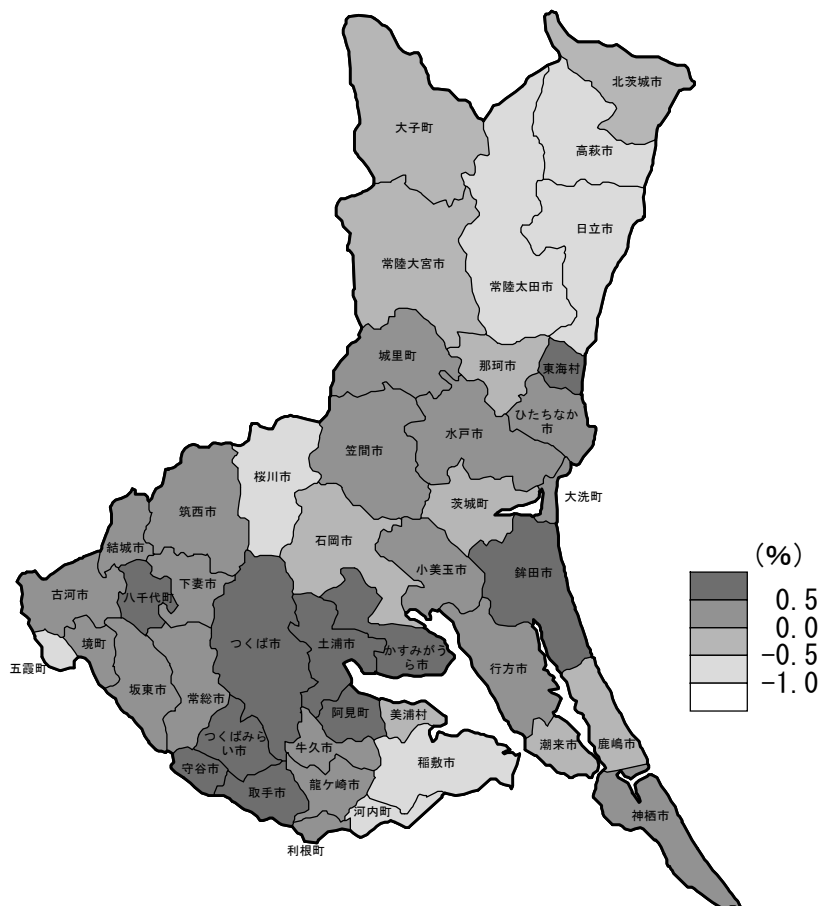 北茨城市
大子町
高萩市
日立市
常陸大宮市
常陸太田市
城里町
那珂市
東海村
ひたちなか
市
水戸市
笠間市
桜川市
茨城町
大洗町
筑西市
石岡市
結城市
小美玉市
鉾田市
下妻市
八千代町
古河市
つくば市
土浦市
かすみがう
ら市
境町
五霞町
行方市
坂東市
常総市
阿見町
美浦村
つくばみら
い市
牛久市
潮来市
鹿嶋市
稲敷市
守谷市
取手市
龍ケ崎市
河内町
神栖市
利根町
(%)
0.5
0.0
-0.5
-1.0